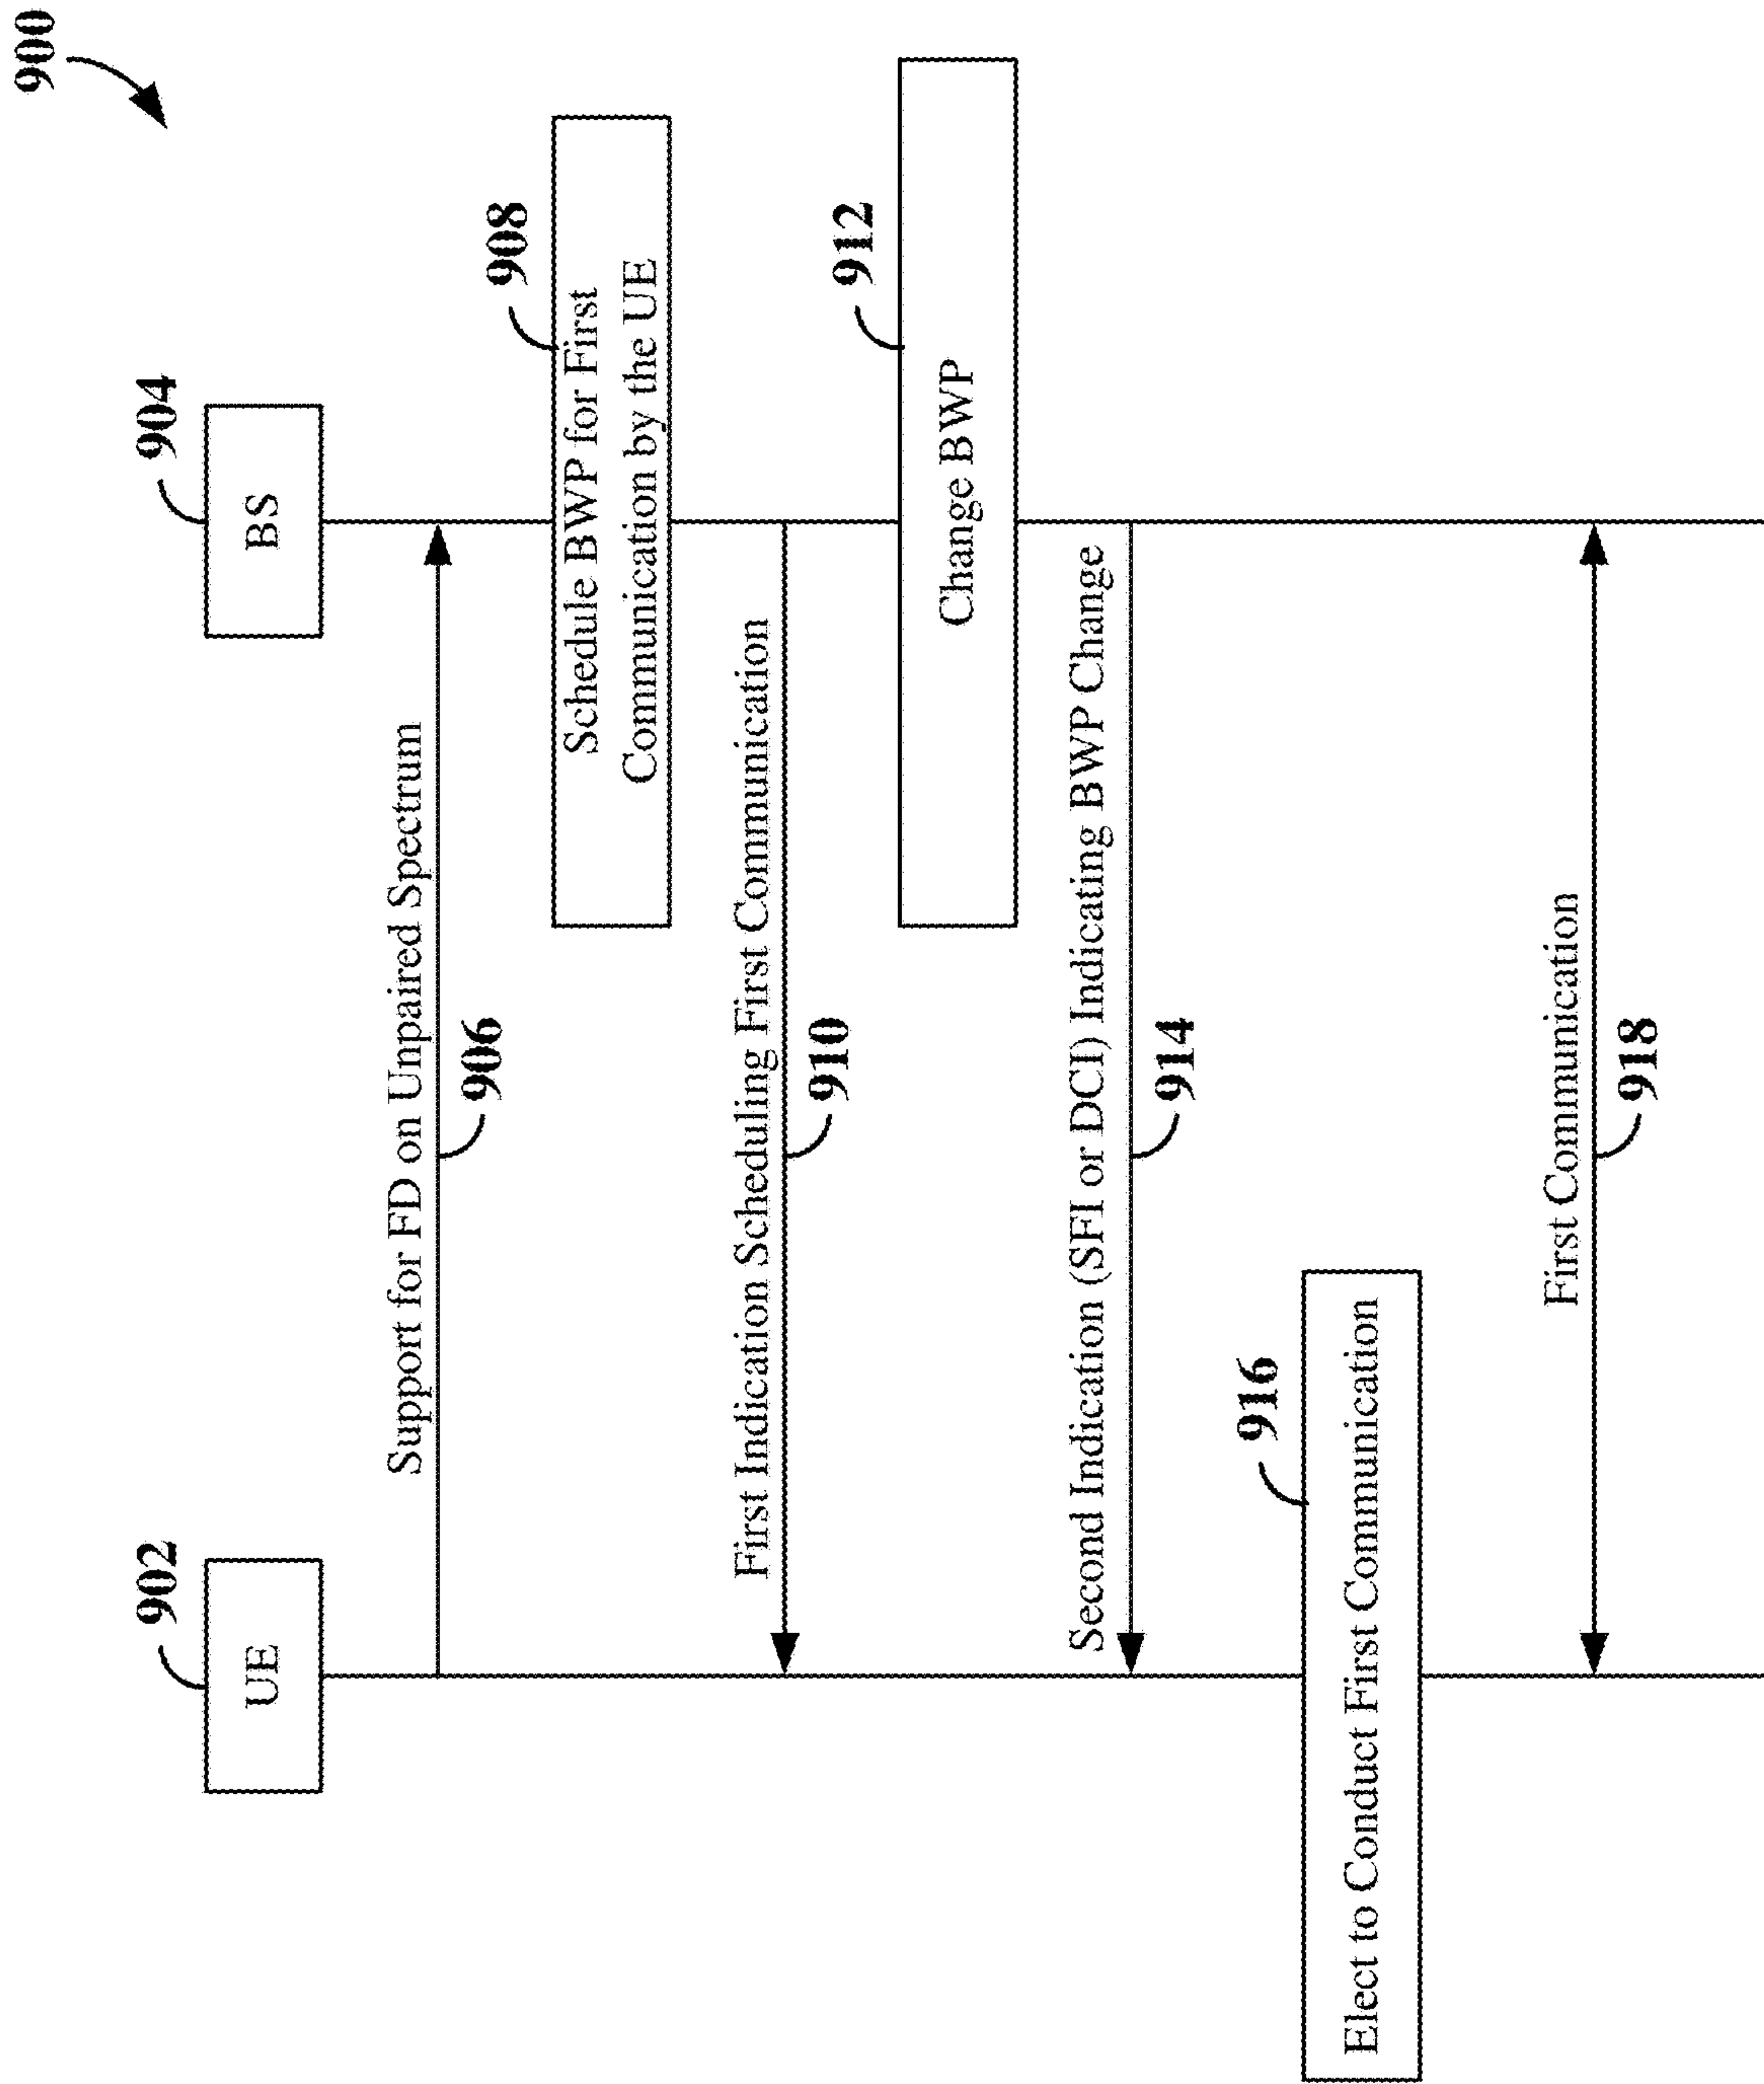 900
902
904
UE
BS
Support for FD on Unpaired Spectrum
906
908
Schedule BWP for First
Communication by the UE
First Indication Scheduling First Communication
910
912
Change BWP
Second Indication (SFI or DCI) Indicating BWP Change
914
916
Elect to Conduct First Communication
First Communication
918